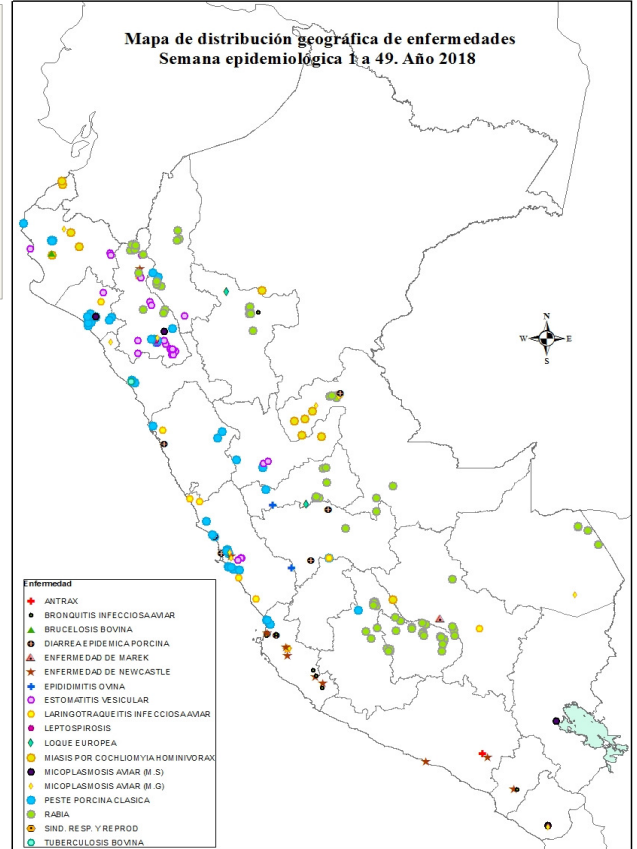 Mapa de distribución geográfica de enfermedades
Semana epidemiológica 1 a 49. Año 2018
N
W E
S
Enfermedad
ANTRAX
BRONQUITIS INFECCIOSA AVIAR
BRUCELOSIS BOVINA
DIARREA EPIDEMICA PORCINA
ENFERMEDAD DE MAREK
ENFERMEDAD DE NEWCASTLE
EPIDIDIMITIS OVINA
ESTOMATITIS VESICULAR
LARINGOTRAQUEITIS INFECCIOSA AVIAR
LEPTOSPIROSIS
LOQUE EUROPEA
MIASIS POR COCHLIOMYIA HOMINIVORAX
MICOPLASMOSIS AVIAR (M.S)
MICOPLASMOSIS AVIAR (M.G)
PESTE PORCINA CLASICA
RABIA
SIND. RESP. Y REPROD
TUBERCULOSIS BOVINA